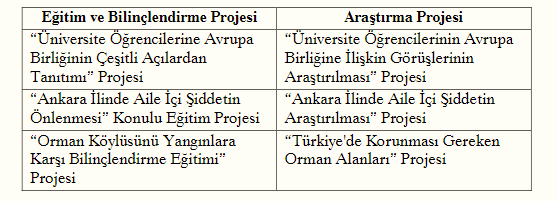 Eğitim ve Bilinçlendirme Projesi
Araştırma Projesi
“Üniversite Öğrencilerine Avrupa
Birliğinin Çeşitli Açılardan
Tanıtımı” Projesi
“Üniversite Öğrencilerinin Avrupa
Birliğine İlişkin Görüşlerinin
Araştırılması” Projesi
“Ankara İlinde Aile İçi Şiddetin
Önlenmesi” Konulu Eğitim Projesi
“Ankara İlinde Aile İçi Şiddetin
Araştırılması” Projesi
“Orman Köylüsünü Yangınlara
Karşı Bilinçlendirme Eğitimi”
Projesi
“Türkiye'de Korunması Gereken
Orman Alanları” Projesi